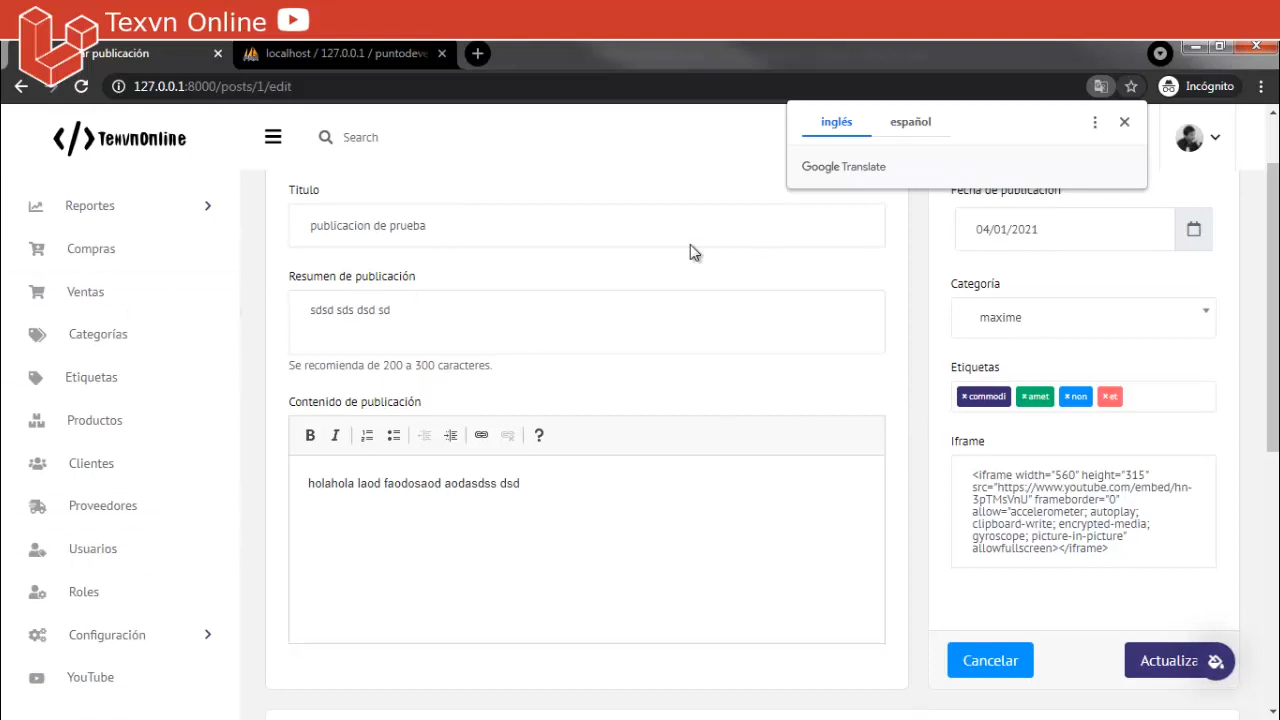 Texvn Online
r publicación
localhost / 127.0.0.1 / puntodeve
127.0.0.1:8000/posts/1/edit
Incógnito
inglés
español
Google Translate
TexvnOnline
Search
Reportes
Compras
Ventas
Categorías
Etiquetas
Productos
Clientes
Proveedores
Usuarios
Roles
Configuración
YouTube
Título
publicacion de prueba
Resumen de publicación
sdsd sds dsd sd
Se recomienda de 200 a 300 caracteres.
Contenido de publicación
B I ?
holahola laod faodosaod aodasdss dsd
Fecha de publicación
04/01/2021
Categoría
maxime
Etiquetas
× commodi × amet × non × et
Iframe
<iframe width="560" height="315"
src="https://www.youtube.com/embed/hn-
3pTMsVnU" frameborder="0"
allow="accelerometer; autoplay;
clipboard-write; encrypted-media;
gyroscope; picture-in-picture"
allowfullscreen></iframe>
Cancelar
Actualiza